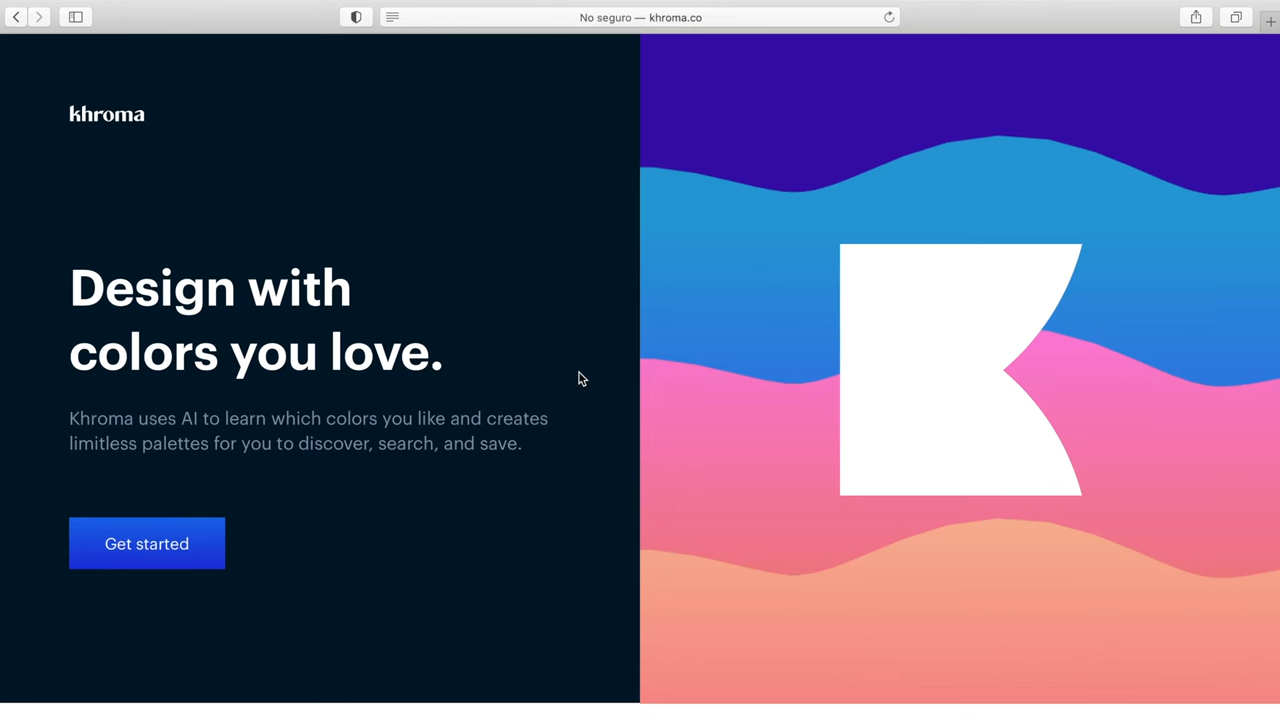 No seguro — khroma.co
khroma
Design with
colors you love.
Khroma uses AI to learn which colors you like and creates
limitless palettes for you to discover, search, and save.
Get started